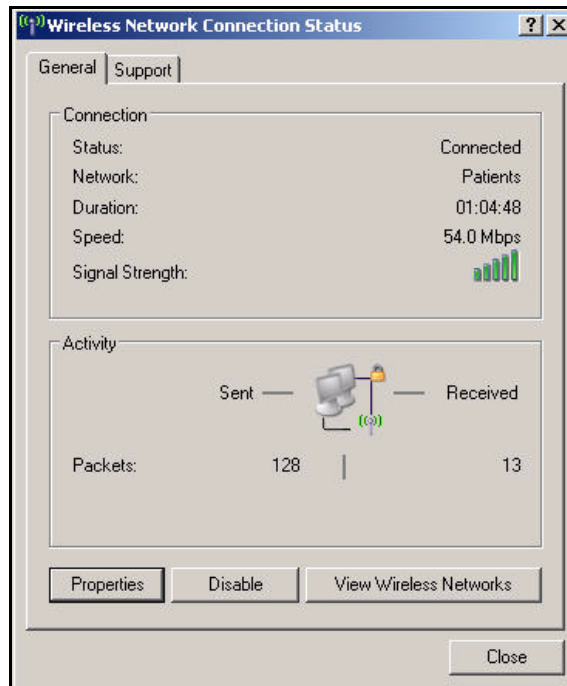 Wireless Network Connection Status
General Support
Connection
Status: Connected
Network: Patients
Duration: 01:04:48
Speed: 54.0 Mbps
Signal Strength:
Activity
Sent Received
Packets: 128 13
Properties Disable View Wireless Networks
Close